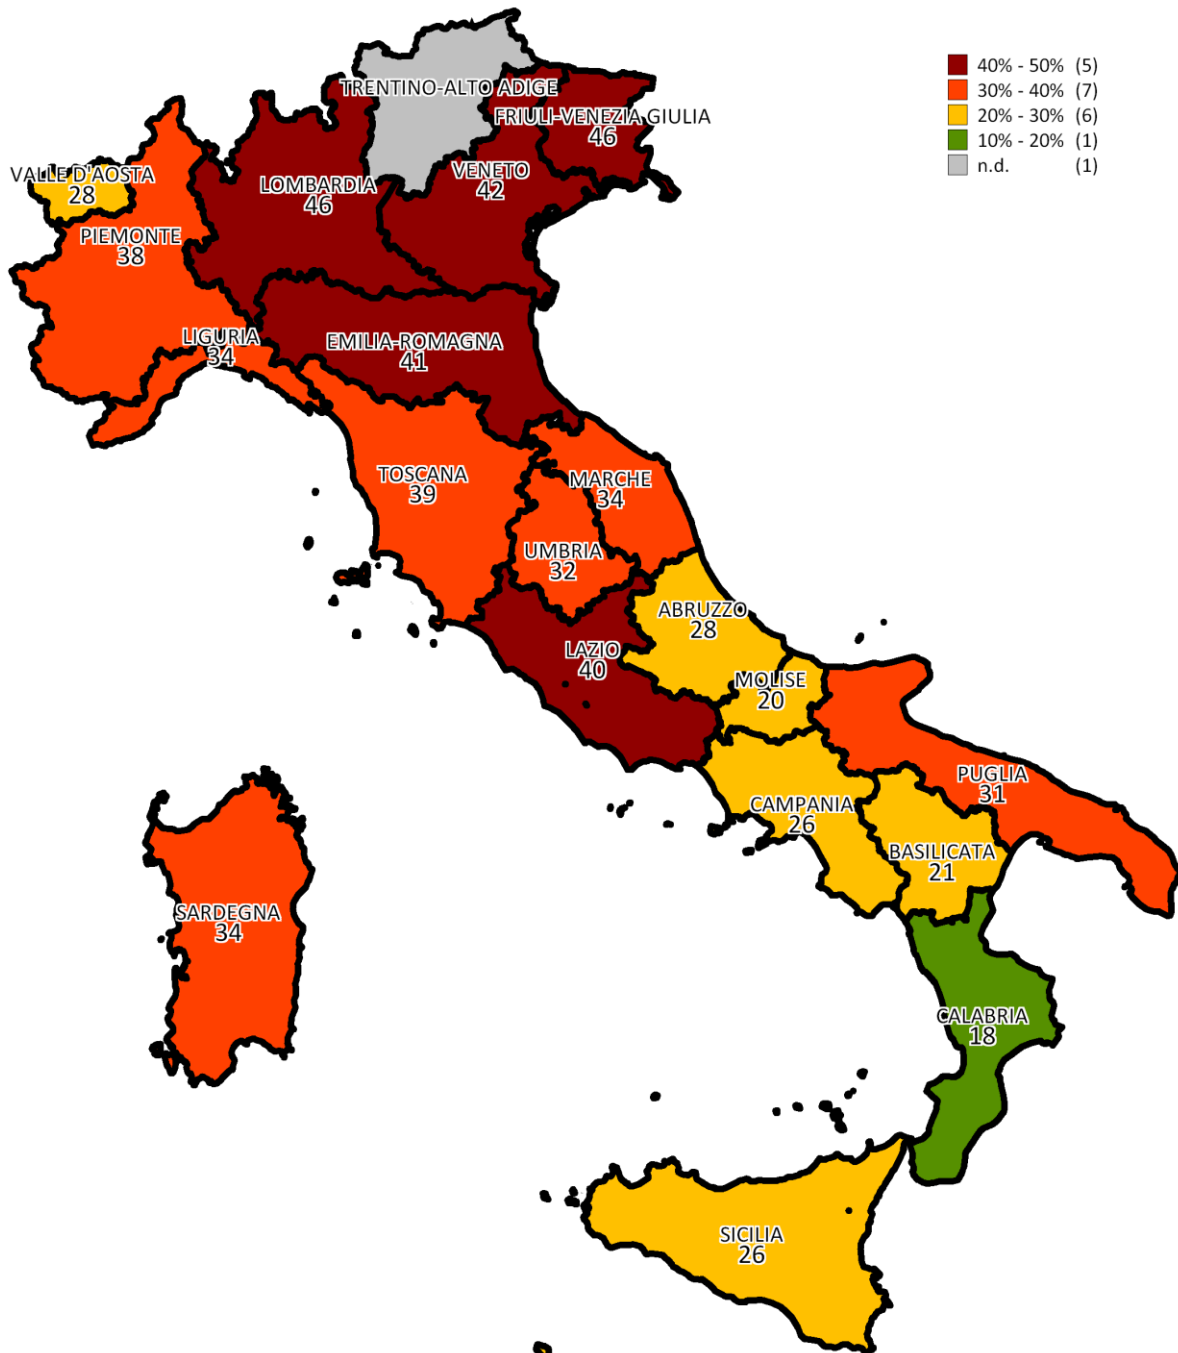 TRENTINO-ALTO ADIGE
40% - 50% (5)
30% - 40% (7)
20% - 30% (6)
10% - 20% (1)
n.d. (1)
FRIULI-VENEZIA GIULIA
46
VALLE D'AOSTA
28
LOMBARDIA
46
VENETO
42
PIEMONTE
38
LIGURIA
34
EMILIA-ROMAGNA
41
TOSCANA
39
MARCHE
34
UMBRIA
32
ABRUZZO
28
LAZIO
40
MOLISE
20
PUGLIA
31
CAMPANIA
26
BASILICATA
21
SARDEGNA
34
CALABRIA
18
SICILIA
26